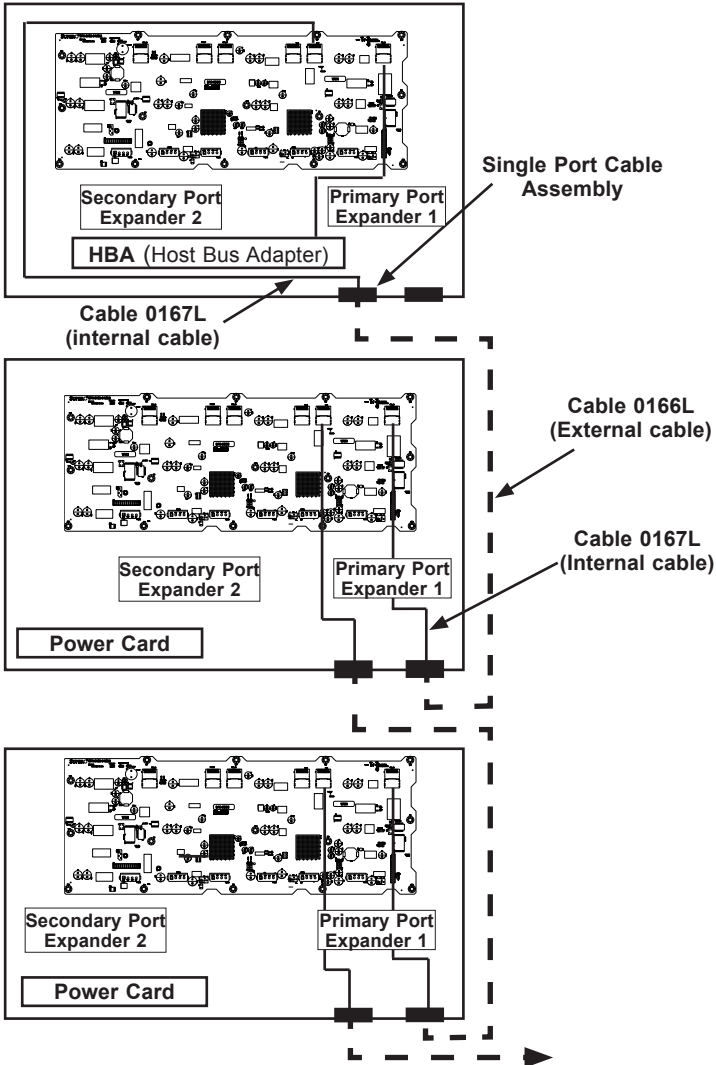 Single Port Cable
Assembly
Secondary Port
Expander 2
Primary Port
Expander 1
HBA (Host Bus Adapter)
Cable 0167L
(internal cable)
Cable 0166L
(External cable)
Cable 0167L
(Internal cable)
Secondary Port
Expander 2
Primary Port
Expander 1
Power Card
Secondary Port
Expander 2
Primary Port
Expander 1
Power Card